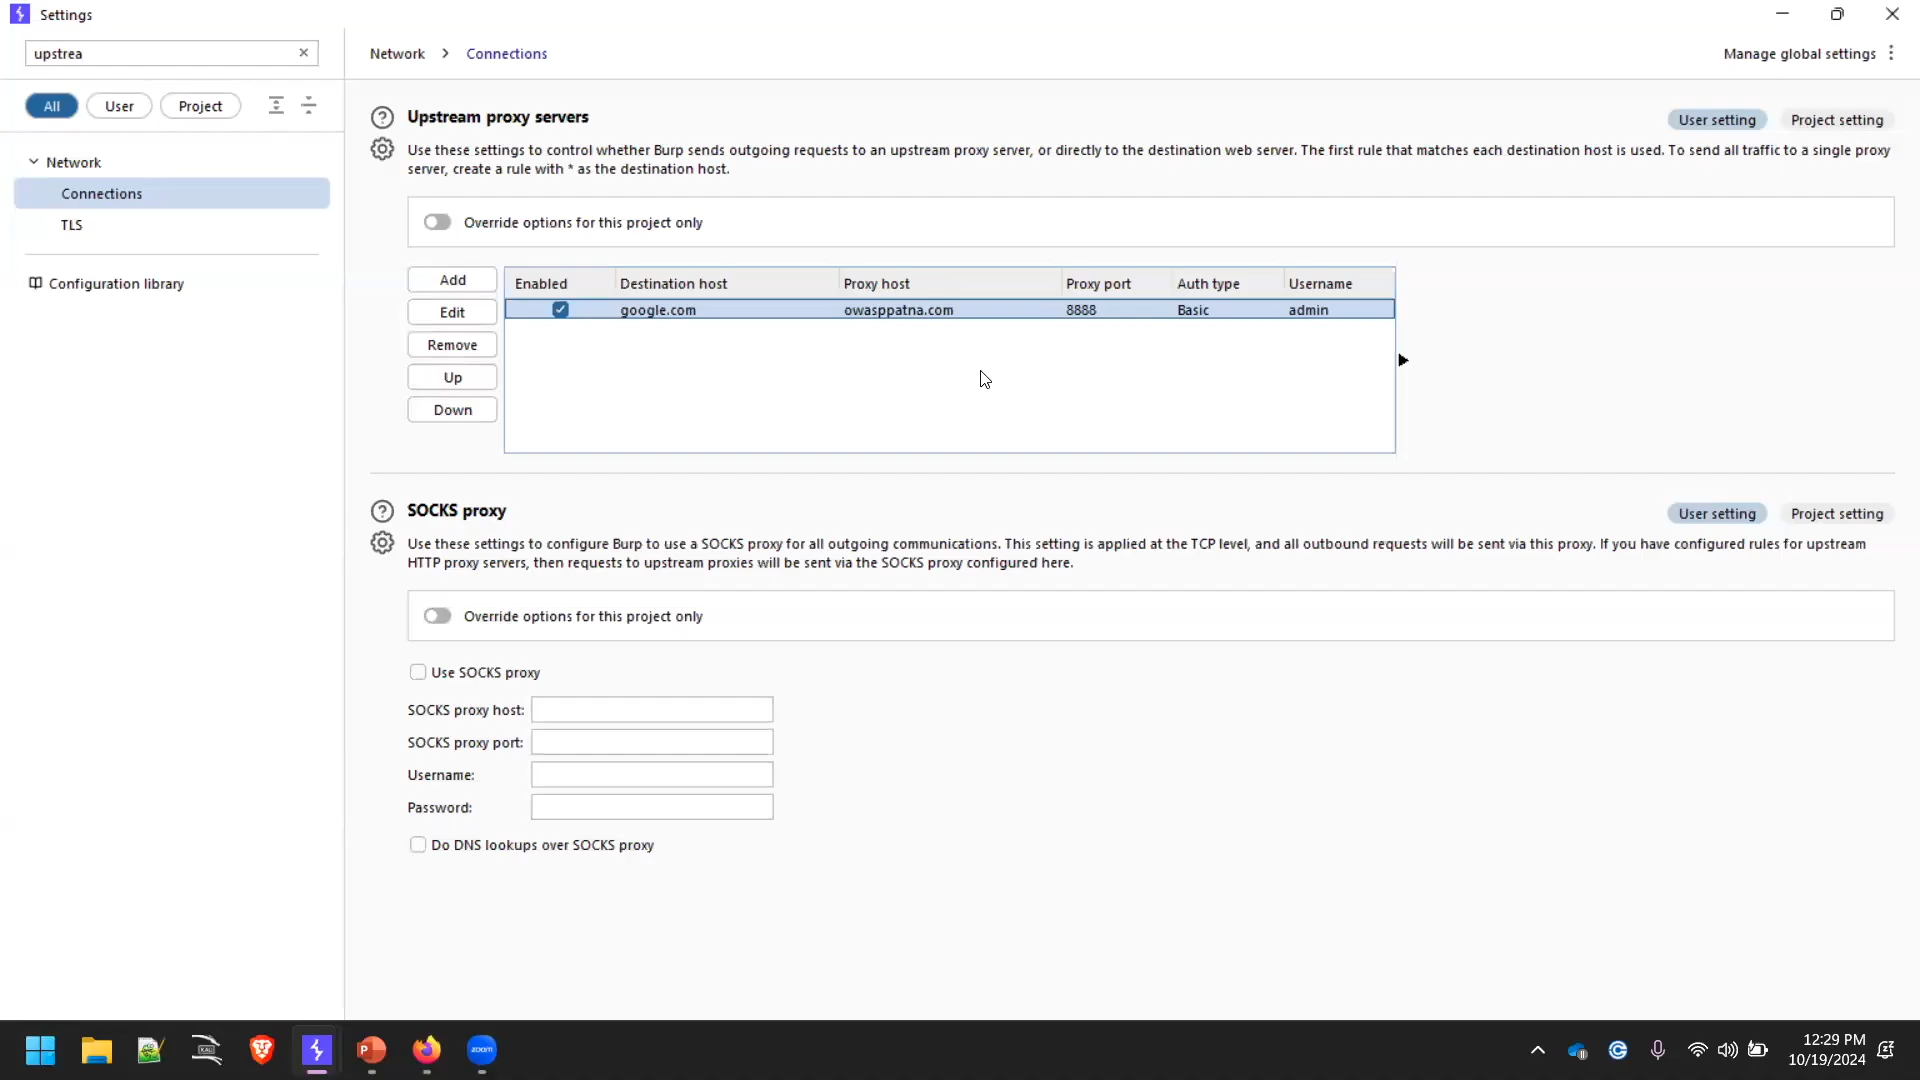 Settings
upstrea
Network > Connections
Manage global settings
All User Project
Network
Connections
TLS
Configuration library
Upstream proxy servers
User setting Project setting
Use these settings to control whether Burp sends outgoing requests to an upstream proxy server, or directly to the destination web server. The first rule that matches each destination host is used. To send all traffic to a single proxy
server, create a rule with * as the destination host.
Override options for this project only
Add
Edit
Remove
Up
Down
Enabled Destination host Proxy host Proxy port Auth type Username
google.com owasppatna.com 8888 Basic admin
SOCKS proxy
User setting Project setting
Use these settings to configure Burp to use a SOCKS proxy for all outgoing communications. This setting is applied at the TCP level, and all outbound requests will be sent via this proxy. If you have configured rules for upstream
HTTP proxy servers, then requests to upstream proxies will be sent via the SOCKS proxy configured here.
Override options for this project only
Use SOCKS proxy
SOCKS proxy host:
SOCKS proxy port:
Username:
Password:
Do DNS lookups over SOCKS proxy
zoom
12:29 PM
10/19/2024